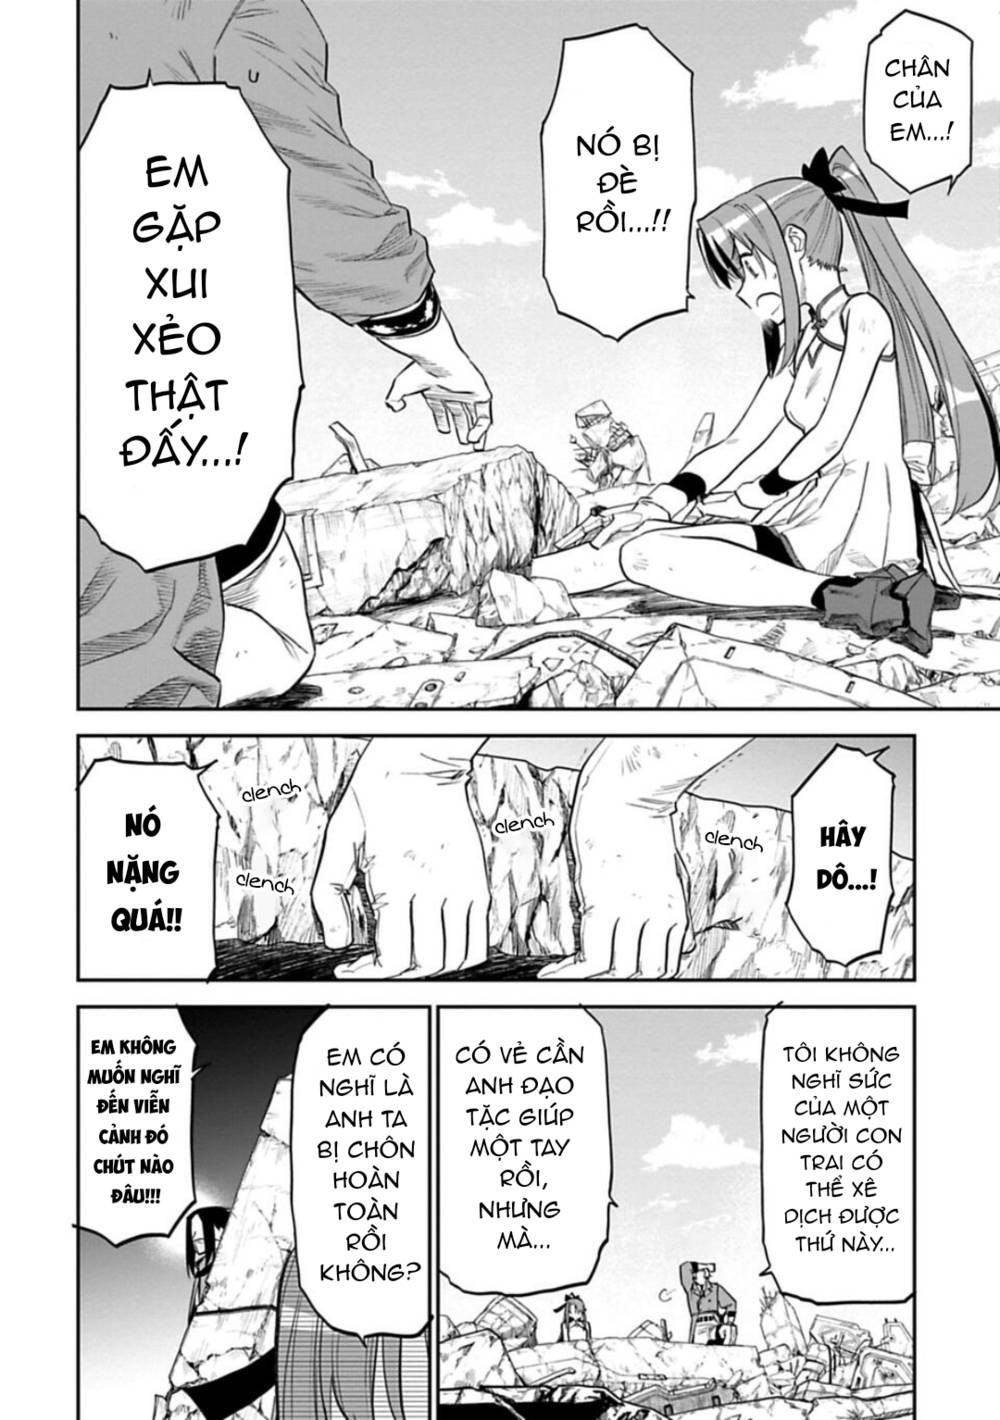 CHÂN
CỦA
EM...!
NÓ BỊ
ĐÈ
RỒI...!!
EM
GẶP
XUI
XẺO
THẬT
ĐẤY...!
HÂY
DÔ...!
clench
clench
clench
clench
NÓ
NẶNG
QUÁ!!
TÔI KHÔNG
NGHĨ SỨC
CỦA MỘT
NGƯỜI CON
TRAI CÓ
THỂ XÊ
DỊCH ĐƯỢC
THỨ NÀY...
CÓ VẺ CẦN
ANH ĐẠO
TẶC GIÚP
MỘT TAY
RỒI,
NHƯNG
MÀ...
EM CÓ
NGHĨ LÀ
ANH TA
BỊ CHÔN
HOÀN
TOÀN
RỒI
KHÔNG?
EM KHÔNG
MUỐN NGHĨ
ĐẾN VIỄN
CẢNH ĐÓ
CHÚT NÀO
ĐÂU!!!